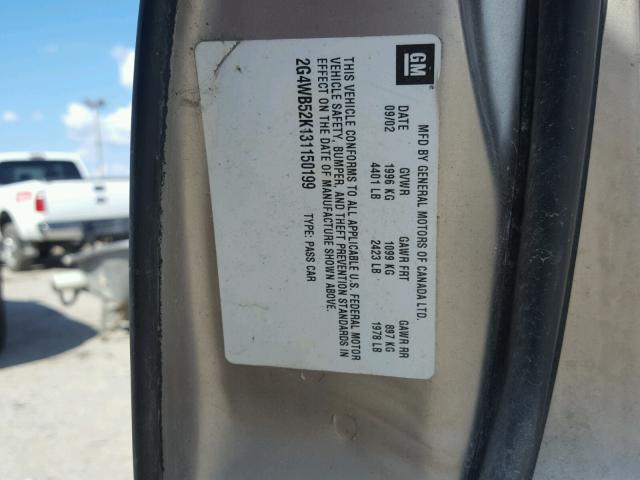 GM
MFD BY GENERAL MOTORS OF CANADA LTD.
DATE GVWR GAWR FRT GAWR RR
09/02 1996 KG 1099 KG 897 KG
4401 LB 2423 LB 1978 LB
THIS VEHICLE CONFORMS TO ALL APPLICABLE U.S. FEDERAL MOTOR
VEHICLE SAFETY, BUMPER, AND THEFT PREVENTION STANDARDS IN
EFFECT ON THE DATE OF MANUFACTURE SHOWN ABOVE.
2G4WB52K131150199 TYPE: PASS CAR